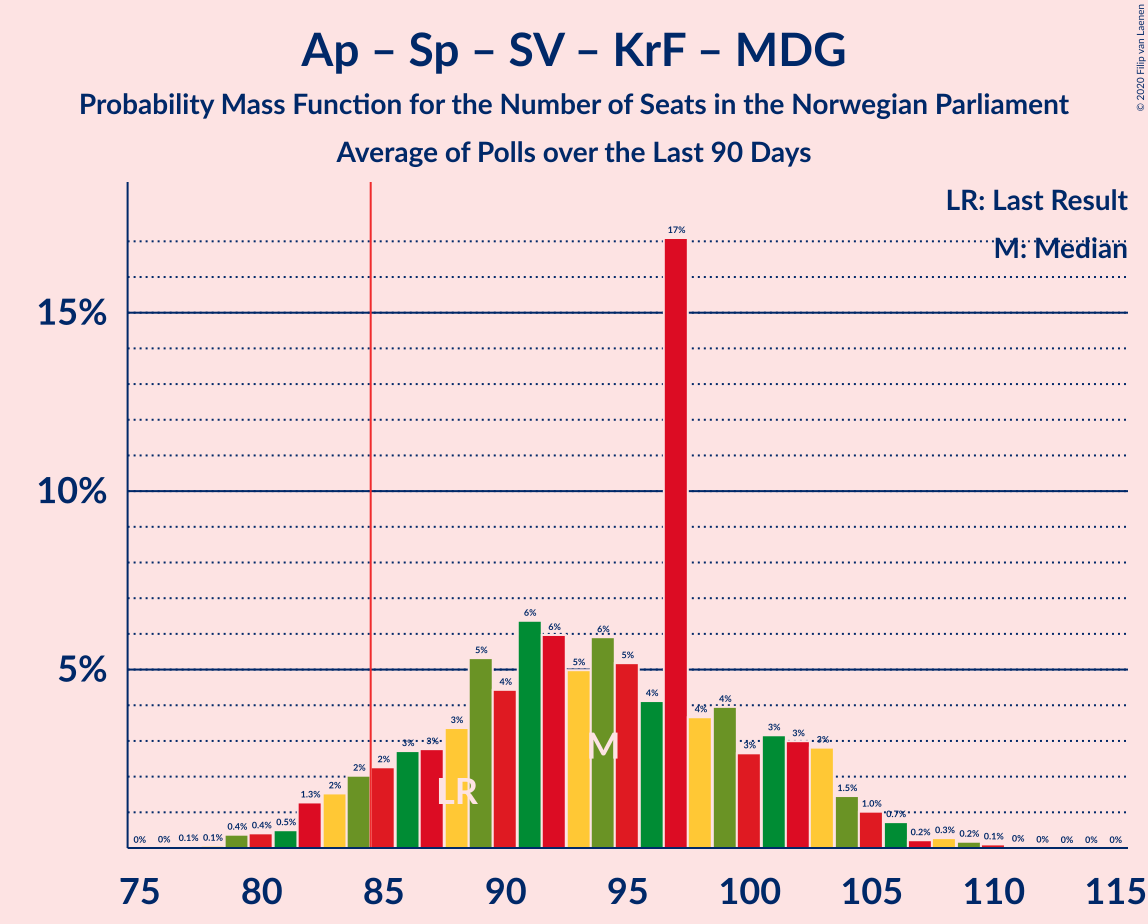 Ap – Sp – SV – KrF – MDG
Probability Mass Function for the Number of Seats in the Norwegian Parliament
Average of Polls over the Last 90 Days
© 2020 Filip van Laenen
LR: Last Result
M: Median
15%
10%
5%
0% 0% 0.1% 0.1% 0.4% 0.4% 0.5% 1.3% 2% 2% 2% 3% 3% 3% 5% 4% 6% 6% 5% 6% 5% 4% 17% 4% 4% 3% 3% 3% 3% 1.5% 1.0% 0.7% 0.2% 0.3% 0.2% 0.1% 0% 0% 0% 0% 0%
LR
M
75 80 85 90 95 100 105 110 115